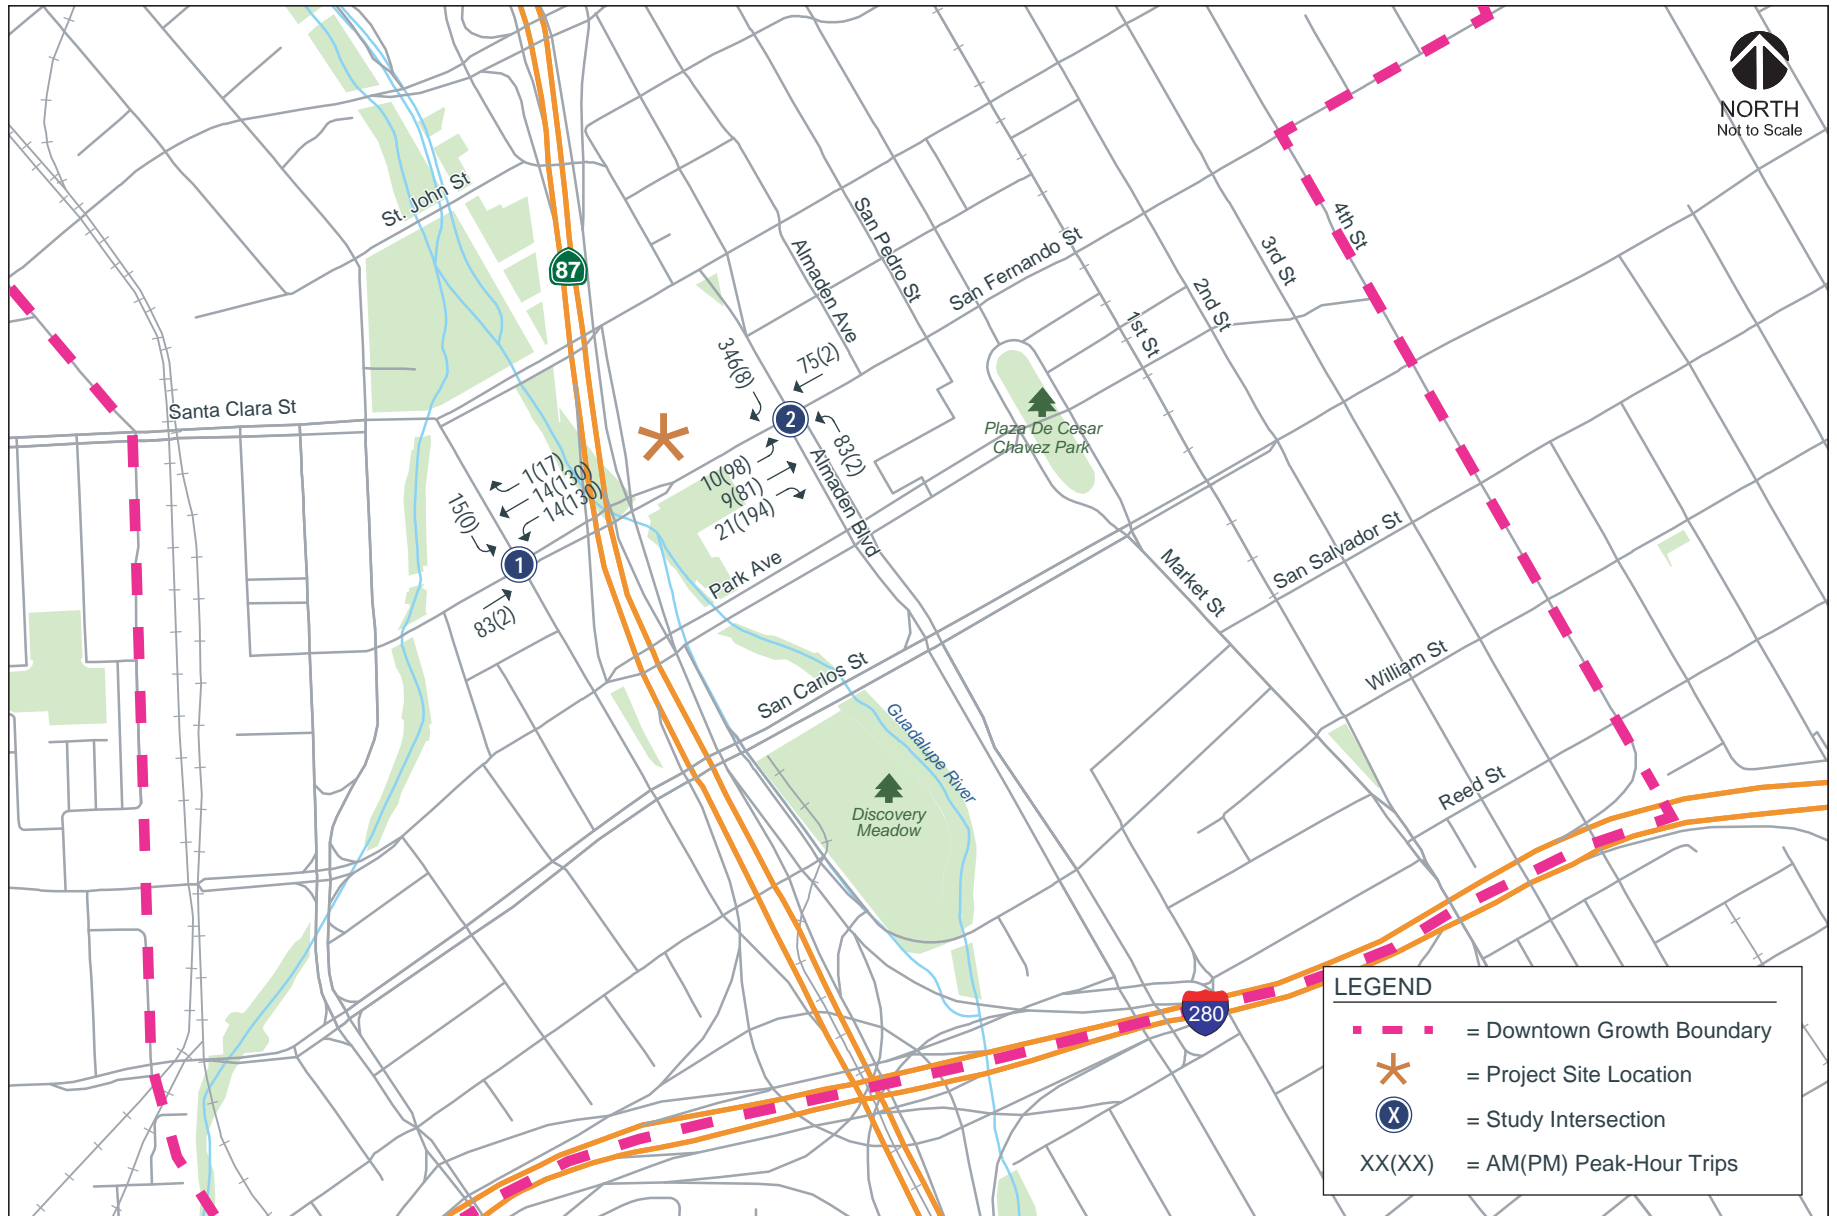 NORTH
Not to Scale
St. John St
87
Almaden Ave
San Pedro St
San Fernando St
4th St
3rd St
2nd St
1st St
346(8)
75(2)
2
83(2)
10(98)
9(81)
21(194)
Almaden Blvd
Plaza De Cesar
Chavez Park
Santa Clara St
1(17)
14(130)
14(130)
15(0)
1
83(2)
Park Ave
San Carlos St
Market St
San Salvador St
William St
Reed St
Guadalupe River
Discovery
Meadow
280
LEGEND
= Downtown Growth Boundary
= Project Site Location
X = Study Intersection
XX(XX) = AM(PM) Peak-Hour Trips